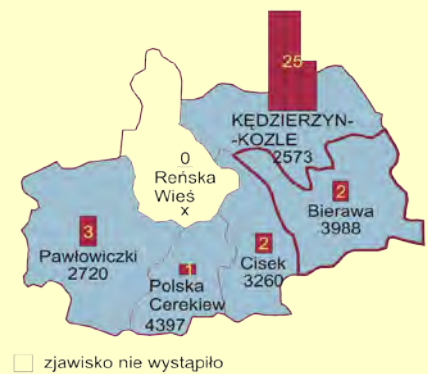 25
KĘDZIERZYN-
-KOZLE
2573
0
Reńska
Wieś
x
2
Bierawa
3988
3
Pawłowiczki
2720
2
Cisek
3260
1
Polska
Cerekiew
4397
zjawisko nie wystąpiło